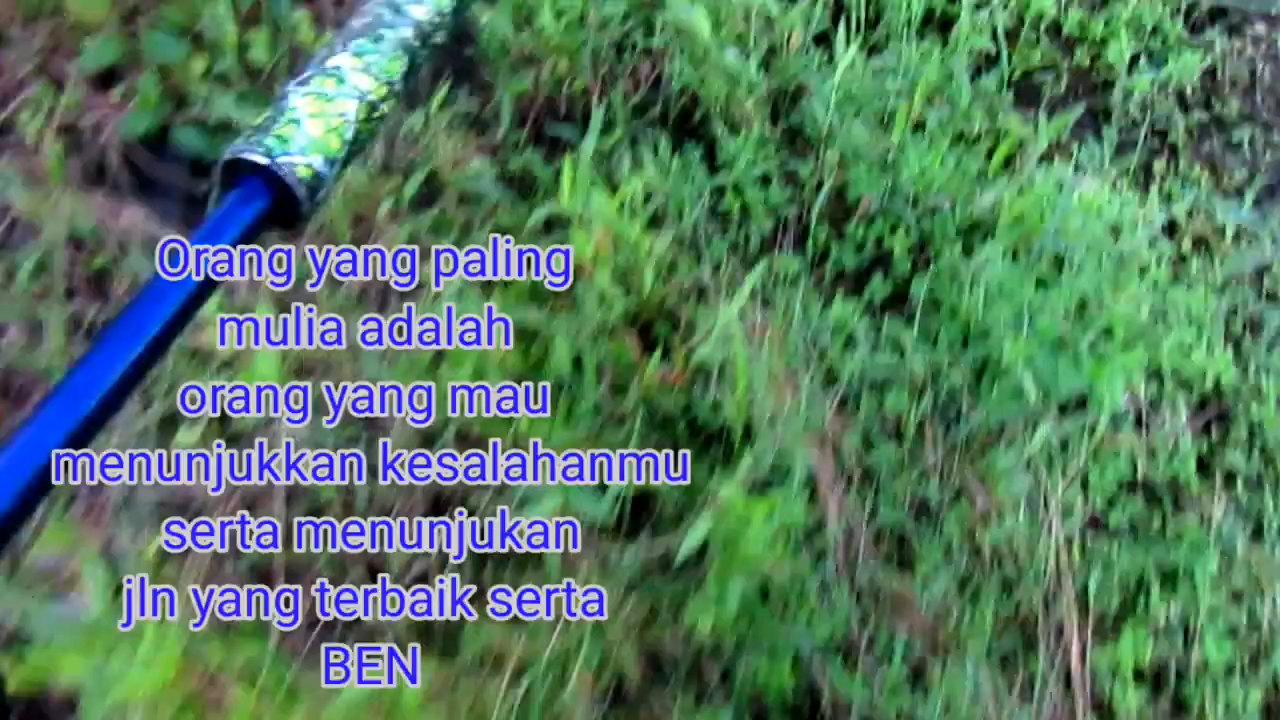 Orang yang paling
mulia adalah
orang yang mau
menunjukkan kesalahanmu
serta menunjukan
jln yang terbaik serta
BEN